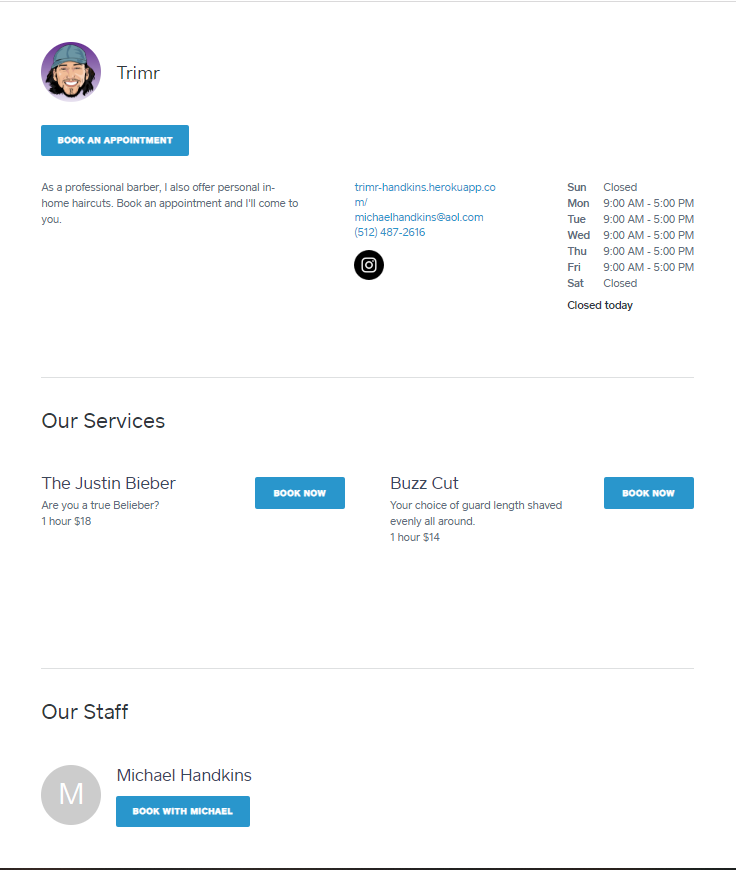 Trimr
BOOK AN APPOINTMENT
As a professional barber, I also offer personal in-
home haircuts. Book an appointment and I'll come to
you.
trimr-handkins.herokuapp.co
m/
michaelhandkins@aol.com
(512) 487-2616
Sun Closed
Mon 9:00 AM - 5:00 PM
Tue 9:00 AM - 5:00 PM
Wed 9:00 AM - 5:00 PM
Thu 9:00 AM - 5:00 PM
Fri 9:00 AM - 5:00 PM
Sat Closed
Closed today
Our Services
The Justin Bieber
Are you a true Belieber?
1 hour $18
BOOK NOW
Buzz Cut
Your choice of guard length shaved
evenly all around.
1 hour $14
BOOK NOW
Our Staff
M
Michael Handkins
BOOK WITH MICHAEL